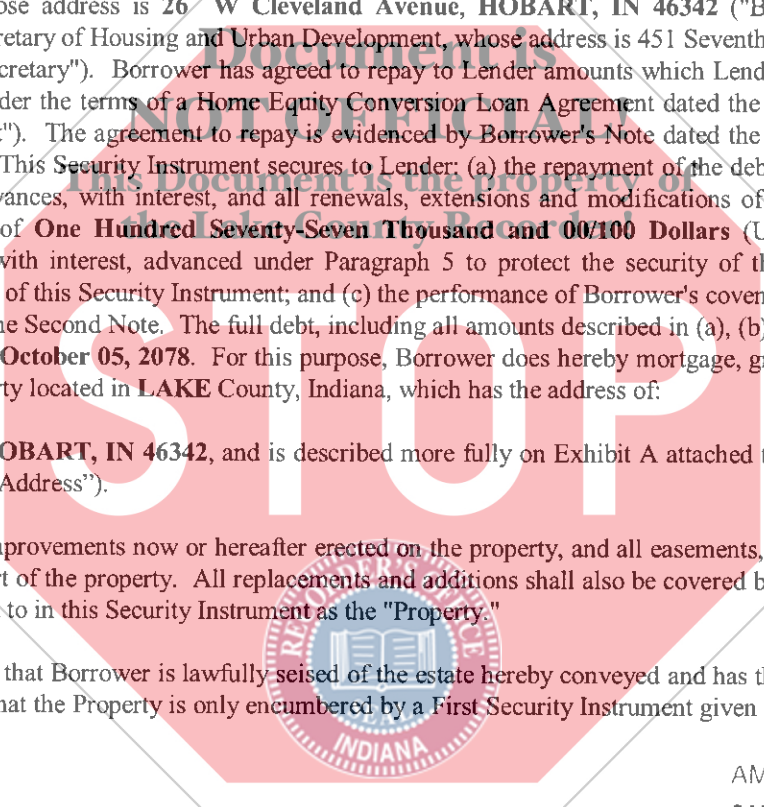 ose address is 26 W Cleveland Avenue, HOBART, IN 46342 ("B
retary of Housing and Urban Development, whose address is 451 Seventh
cretary"). Borrower has agreed to repay to Lender amounts which Lend
der the terms of a Home Equity Conversion Loan Agreement dated the
"). The agreement to repay is evidenced by Borrower's Note dated the
This Security Instrument secures to Lender: (a) the repayment of the deb
vances, with interest, and all renewals, extensions and modifications of
of One Hundred Seventy-Seven Thousand and 00/100 Dollars (U
with interest, advanced under Paragraph 5 to protect the security of th
of this Security Instrument; and (c) the performance of Borrower's coven
ne Second Note. The full debt, including all amounts described in (a), (b)
October 05, 2078. For this purpose, Borrower does hereby mortgage, g
rty located in LAKE County, Indiana, which has the address of:
OBART, IN 46342, and is described more fully on Exhibit A attached t
Address").
nprovements now or hereafter erected on the property, and all easements,
rt of the property. All replacements and additions shall also be covered b
to in this Security Instrument as the "Property."
that Borrower is lawfully seised of the estate hereby conveyed and has th
hat the Property is only encumbered by a First Security Instrument given
AM
Document is
NOT OFFICIAL!
This Document is the property of
the Lake County Recorder!
STOP
RECORDER'S OFFICE
SEAL
INDIANA